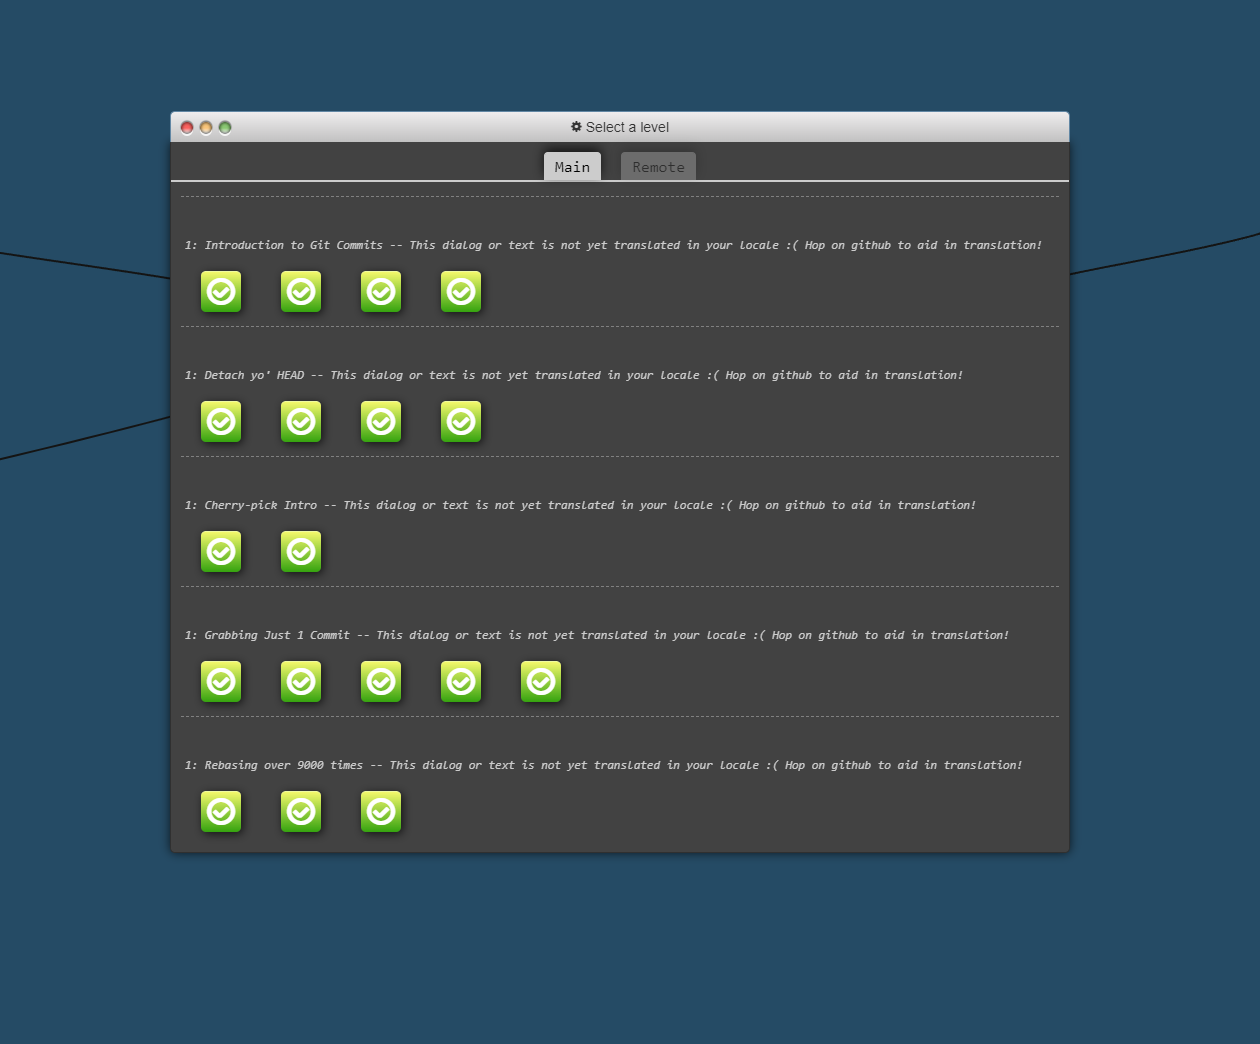 Select a level
Main
Remote
1: Introduction to Git Commits -- This dialog or text is not yet translated in your locale :( Hop on github to aid in translation!
1: Detach yo' HEAD -- This dialog or text is not yet translated in your locale :( Hop on github to aid in translation!
1: Cherry-pick Intro -- This dialog or text is not yet translated in your locale :( Hop on github to aid in translation!
1: Grabbing Just 1 Commit -- This dialog or text is not yet translated in your locale :( Hop on github to aid in translation!
1: Rebasing over 9000 times -- This dialog or text is not yet translated in your locale :( Hop on github to aid in translation!